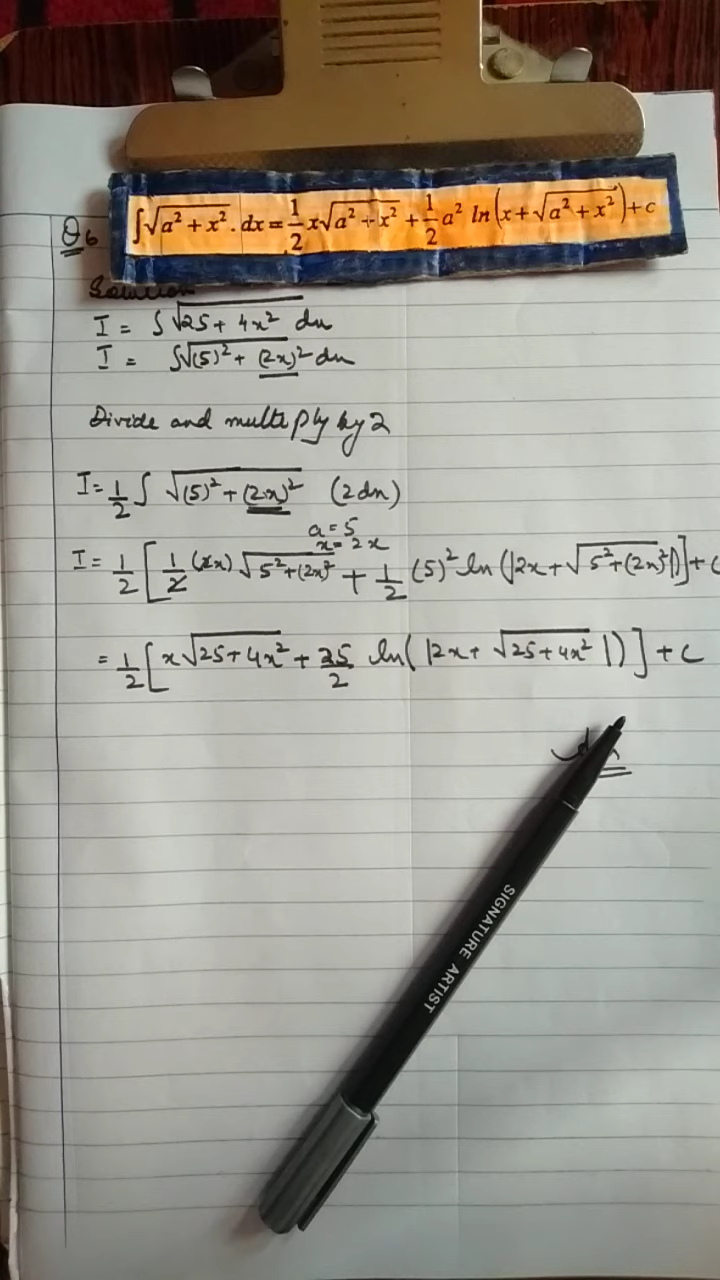 Q6
∫√(a² + x²). dx = 1/2 x√(a² + x²) + 1/2 a² ln(x+√(a² + x²))+c
Solution
I = ∫√(25 + 4x²) dx
I = ∫√((5)² + (2x)²) dx
Divide and multiply by 2
I = 1/2 ∫ √((5)² + (2x)²) (2dx)
a = 5
x = 2x
I = 1/2 [1/2 (2x) √(5²+(2x)²) + 1/2 (5)² ln(|2x+√(5²+(2x)²)|)]+c
= 1/2 [x√(25+4x²) + 25/2 ln(|2x+ √(25+4x²)|)] + c
SIGNATURE ARTIST